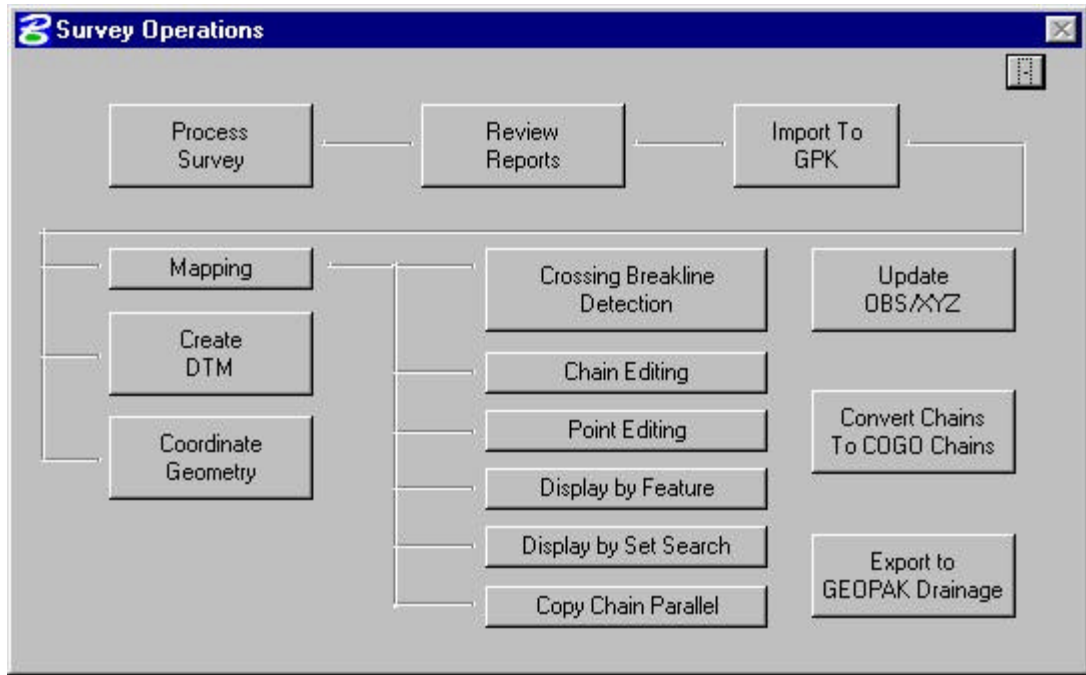 Survey Operations
Process
Survey
Review
Reports
Import To
GPK
Mapping
Create
DTM
Coordinate
Geometry
Crossing Breakline
Detection
Chain Editing
Point Editing
Display by Feature
Display by Set Search
Copy Chain Parallel
Update
OBS/XYZ
Convert Chains
To COGO Chains
Export to
GEOPAK Drainage